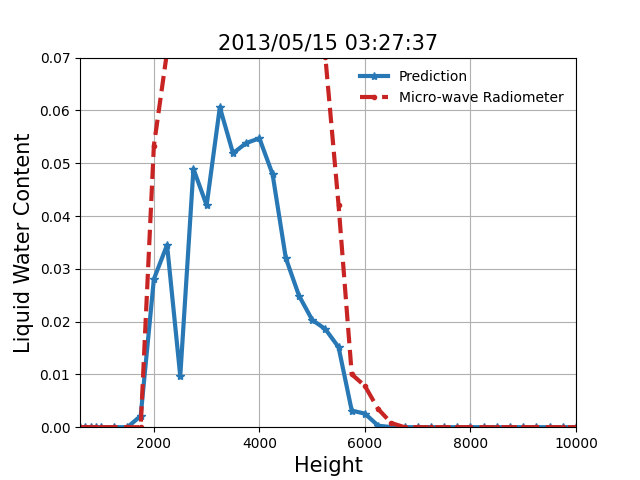 2013/05/15 03:27:37
Prediction
Micro-wave Radiometer
Liquid Water Content
0.07
0.06
0.05
0.04
0.03
0.02
0.01
0.00
2000 4000 6000 8000 10000
Height